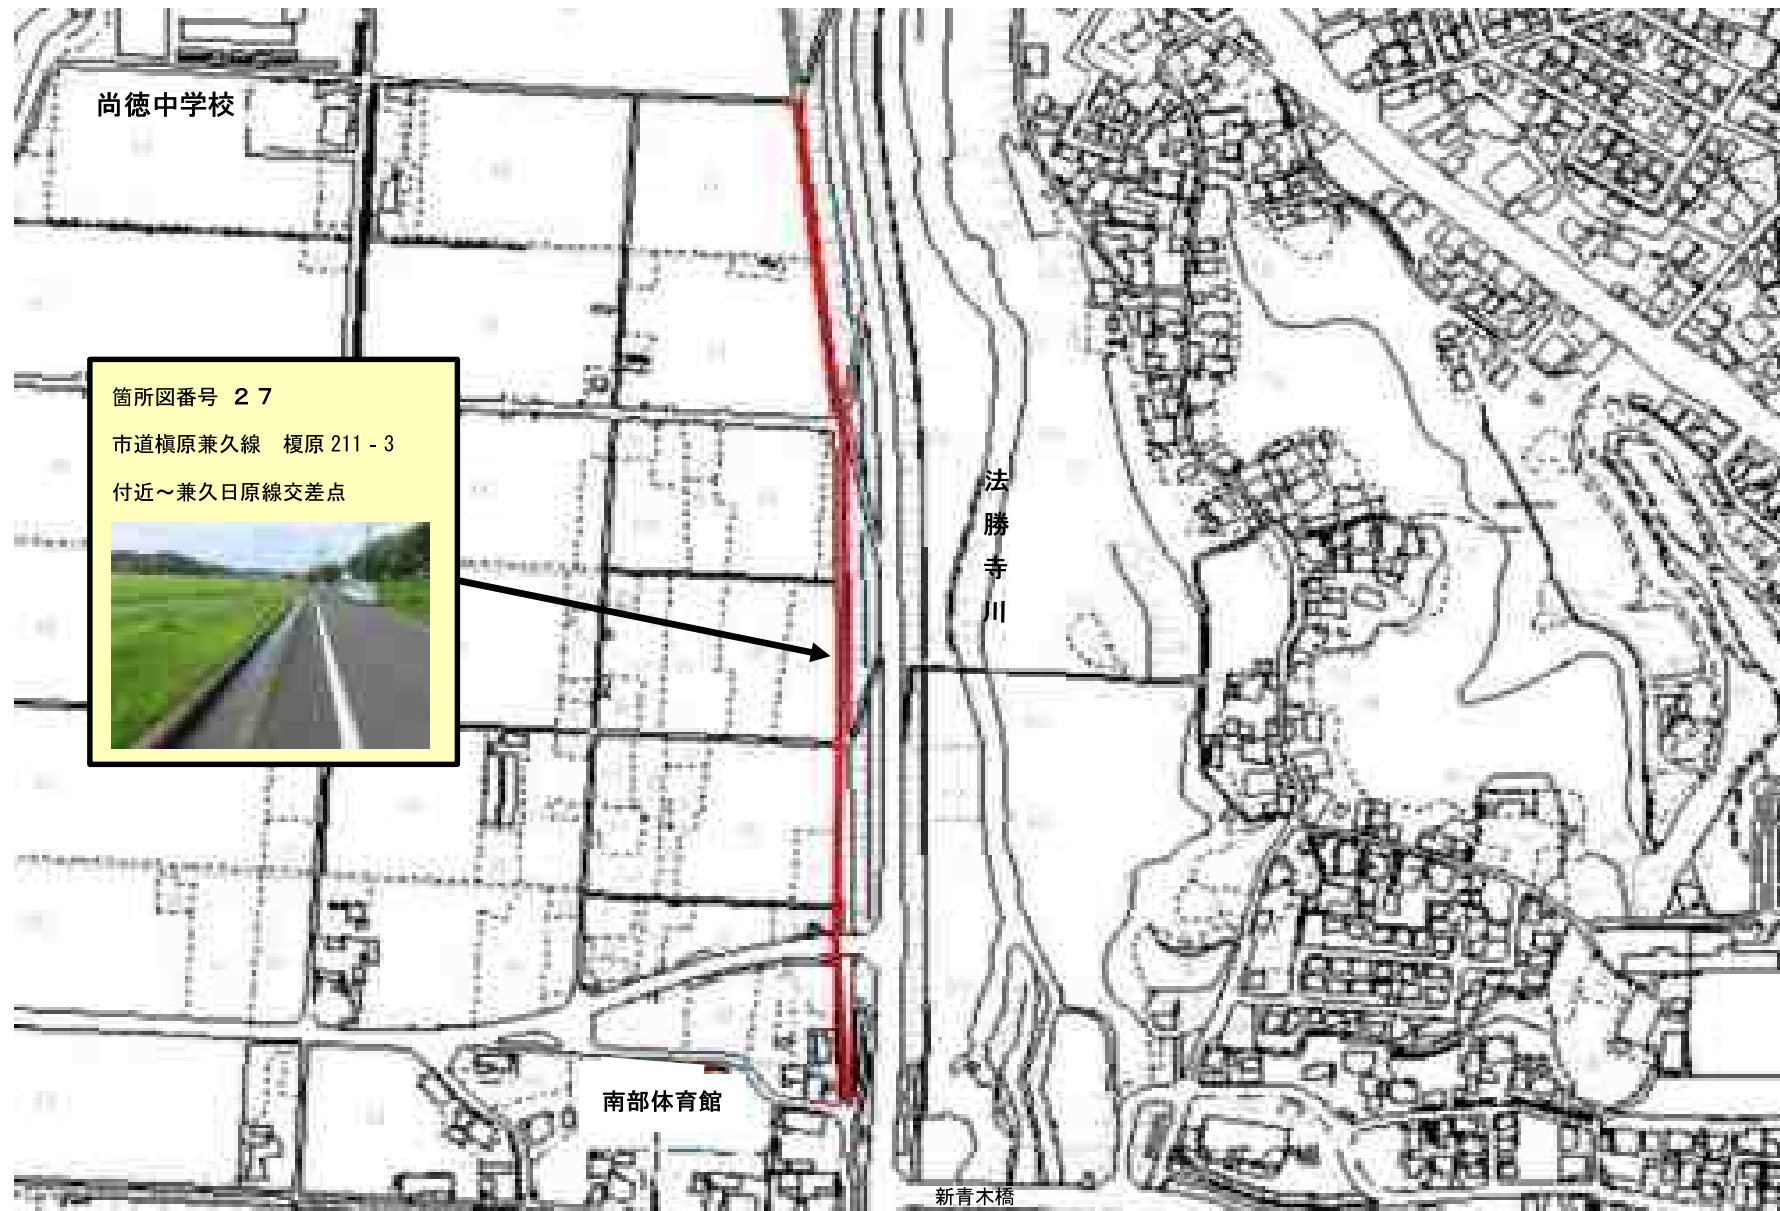 尚徳中学校
箇所図番号 ２７
市道槇原兼久線　榎原 211 - 3
付近～兼久日原線交差点
法勝寺川
南部体育館
新青木橋